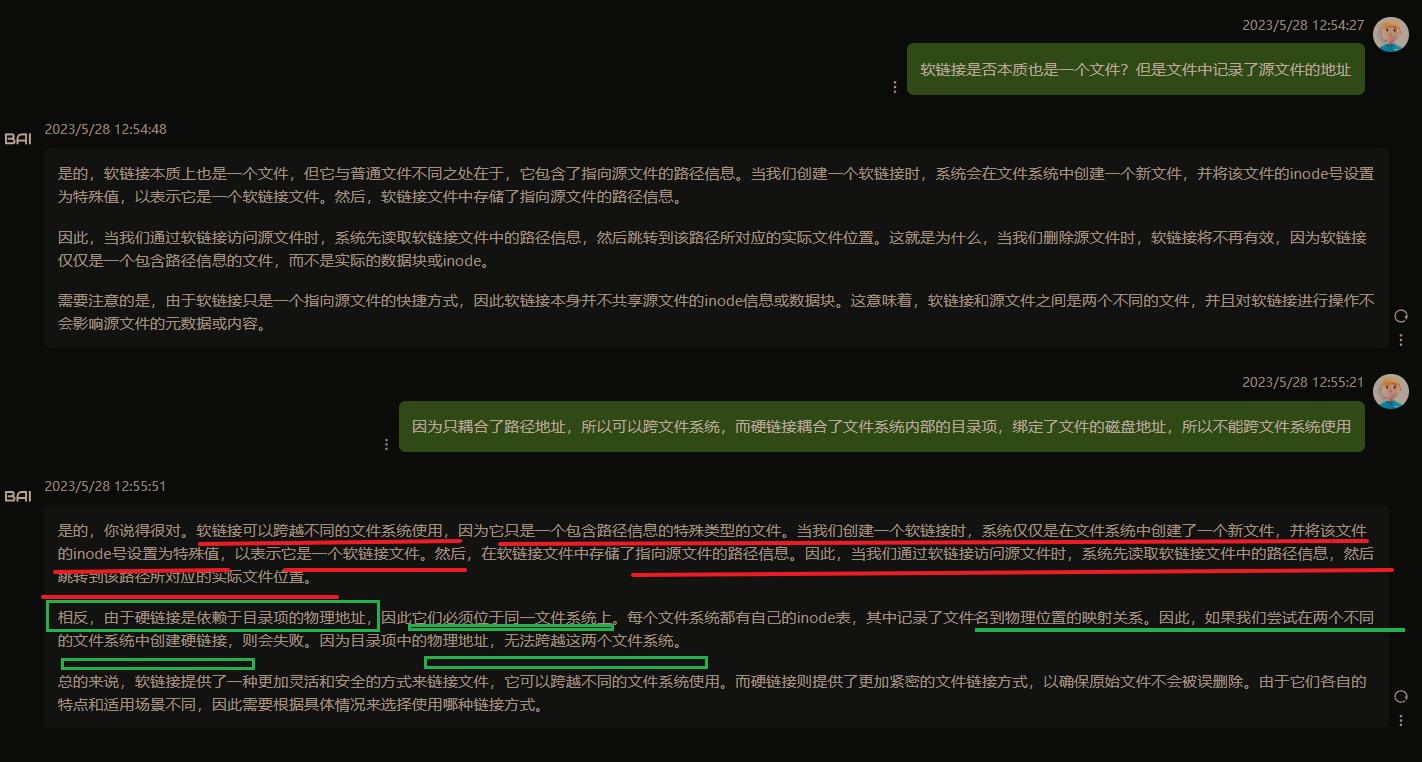 2023/5/28 12:54:27
软链接是否本质也是一个文件？但是文件中记录了源文件的地址
2023/5/28 12:54:48
BAI
是的，软链接本质上也是一个文件，但它与普通文件不同之处在于，它包含了指向源文件的路径信息。当我们创建一个软链接时，系统会在文件系统中创建一个新文件，并将该文件的inode号设置
为特殊值，以表示它是一个软链接文件。然后，软链接文件中存储了指向源文件的路径信息。
因此，当我们通过软链接访问源文件时，系统先读取软链接文件中的路径信息，然后跳转到该路径所对应的实际文件位置。这就是为什么，当我们删除源文件时，软链接将不再有效，因为软链接
仅仅是一个包含路径信息的文件，而不是实际的数据块或inode。
需要注意的是，由于软链接只是一个指向源文件的快捷方式，因此软链接本身并不共享源文件的inode信息或数据块。这意味着，软链接和源文件之间是两个不同的文件，并且对软链接进行操作不
会影响源文件的元数据或内容。
2023/5/28 12:55:21
因为只耦合了路径地址，所以可以跨文件系统，而硬链接耦合了文件系统内部的目录项，绑定了文件的磁盘地址，所以不能跨文件系统使用
2023/5/28 12:55:51
BAI
是的，你说得很对。软链接可以跨越不同的文件系统使用，因为它只是一个包含路径信息的特殊类型的文件。当我们创建一个软链接时，系统仅仅是在文件系统中创建了一个新文件，并将该文件
的inode号设置为特殊值，以表示它是一个软链接文件。然后，在软链接文件中存储了指向源文件的路径信息。因此，当我们通过软链接访问源文件时，系统先读取软链接文件中的路径信息，然后
跳转到该路径所对应的实际文件位置。
相反，由于硬链接是依赖于目录项的物理地址，因此它们必须位于同一文件系统上。每个文件系统都有自己的inode表，其中记录了文件名到物理位置的映射关系。因此，如果我们尝试在两个不同
的文件系统中创建硬链接，则会失败。因为目录项中的物理地址，无法跨越这两个文件系统。
总的来说，软链接提供了一种更加灵活和安全的方式来链接文件，它可以跨越不同的文件系统使用。而硬链接则提供了更加紧密的文件链接方式，以确保原始文件不会被误删除。由于它们各自的
特点和适用场景不同，因此需要根据具体情况来选择使用哪种链接方式。